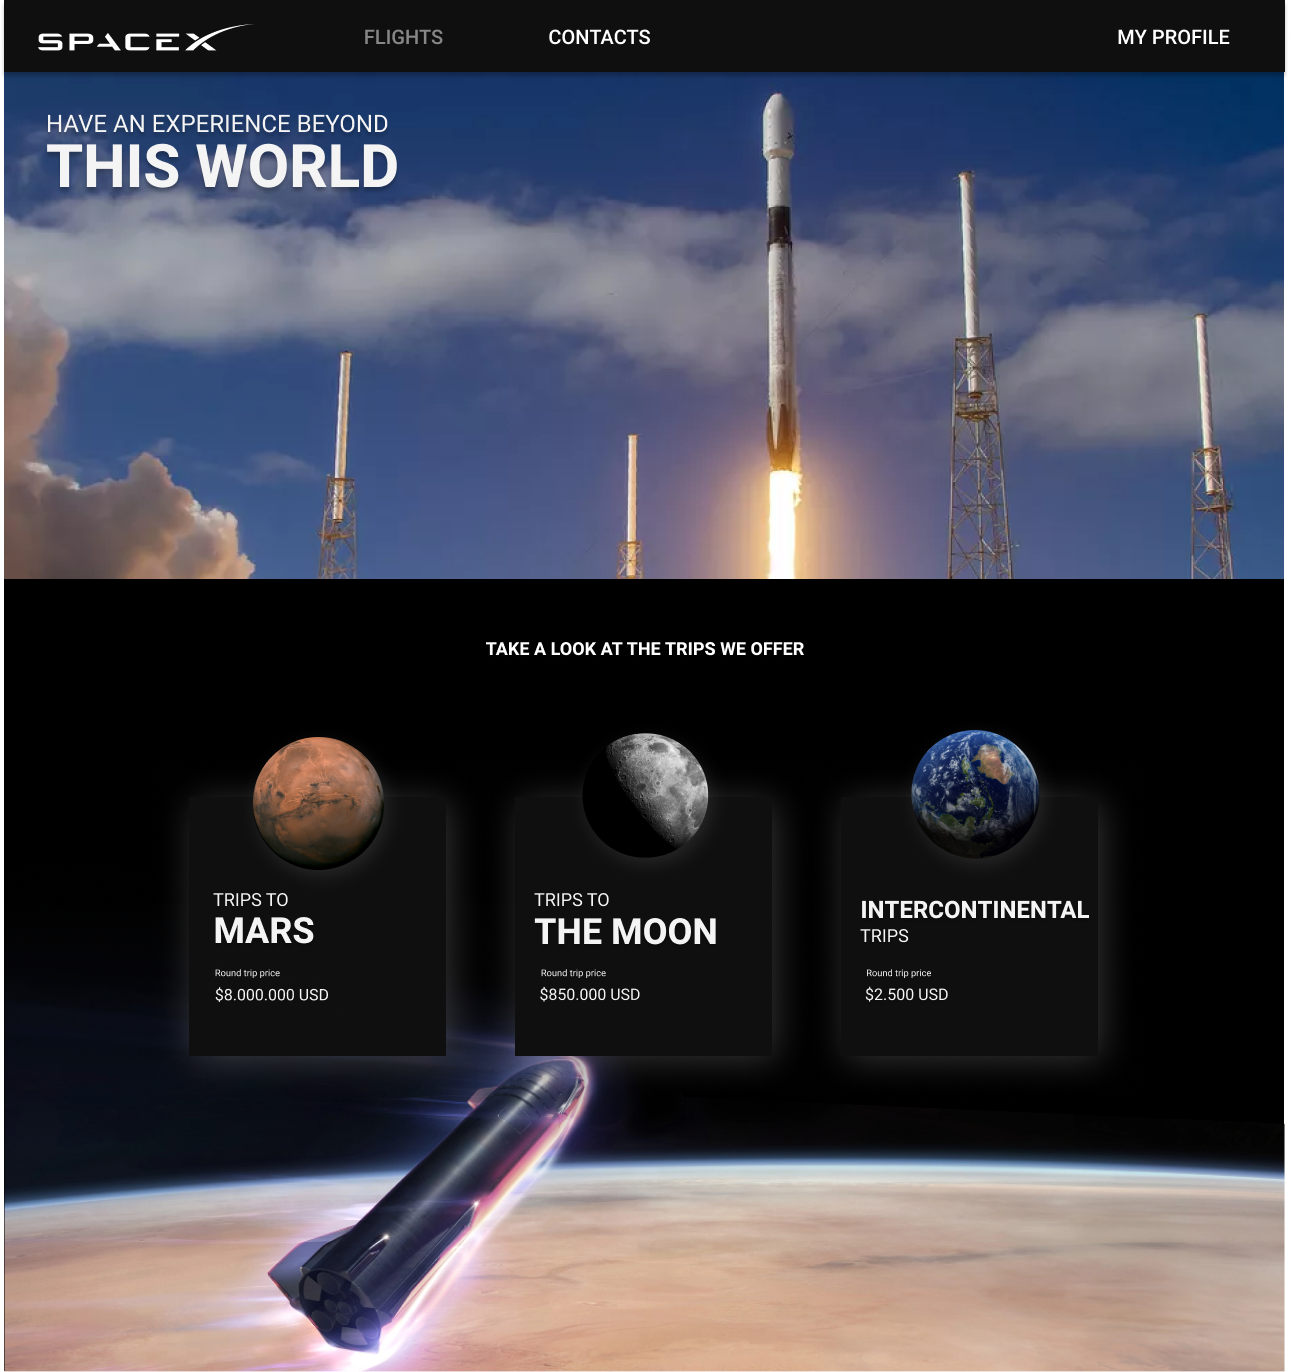 SPACEX
FLIGHTS
CONTACTS
MY PROFILE
HAVE AN EXPERIENCE BEYOND
THIS WORLD
TAKE A LOOK AT THE TRIPS WE OFFER
TRIPS TO
MARS
Round trip price
$8.000.000 USD
TRIPS TO
THE MOON
Round trip price
$850.000 USD
INTERCONTINENTAL
TRIPS
Round trip price
$2.500 USD